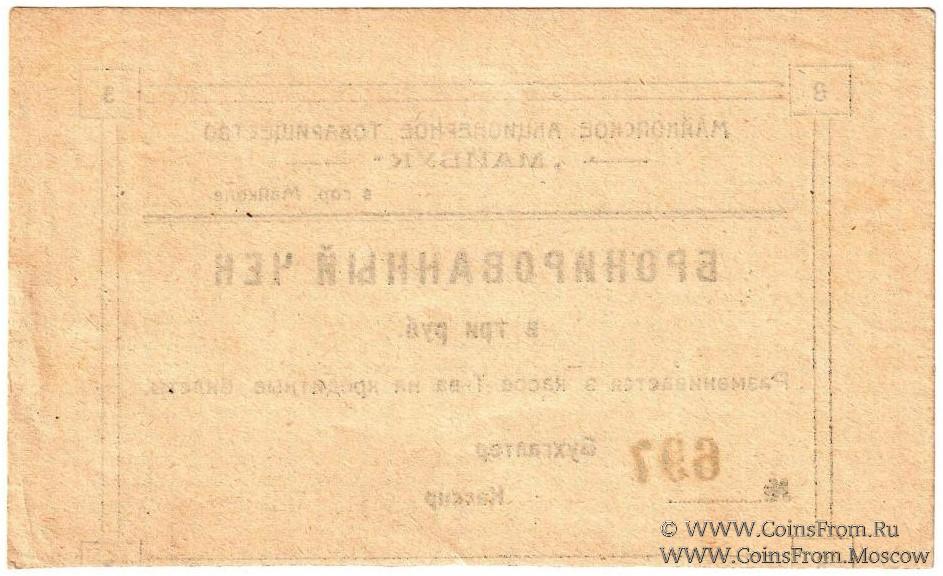 3 3
МАЙКОПСКОЕ АКЦИОНЕРНОЕ ТОВАРИЩЕСТВО
„МАЙБУК“
в гор. Майкопе.
БРОНИРОВАННЫЙ ЧЕК
в три руб.
Разменивается в кассе Т-ва на кредитные билеты.
Бухгалтер
№ 697
Кассир
© WWW.CoinsFrom.Ru
WWW.CoinsFrom.Moscow